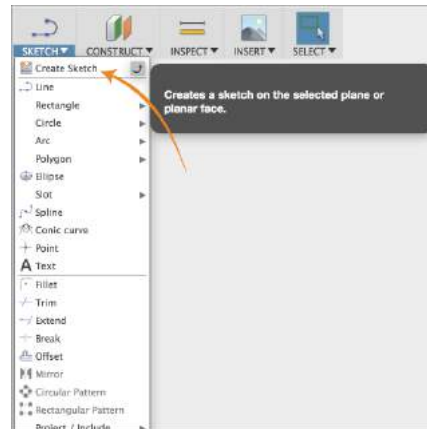 SKETCH▼ CONSTRUCT▼ INSPECT▼ INSERT▼ SELECT▼
Create Sketch
Line
Rectangle
Circle
Arc
Polygon
Ellipse
Slot
Spline
Conic curve
Point
Text
Fillet
Trim
Extend
Break
Offset
Mirror
Circular Pattern
Rectangular Pattern
Project / Include
Creates a sketch on the selected plane or
planar face.